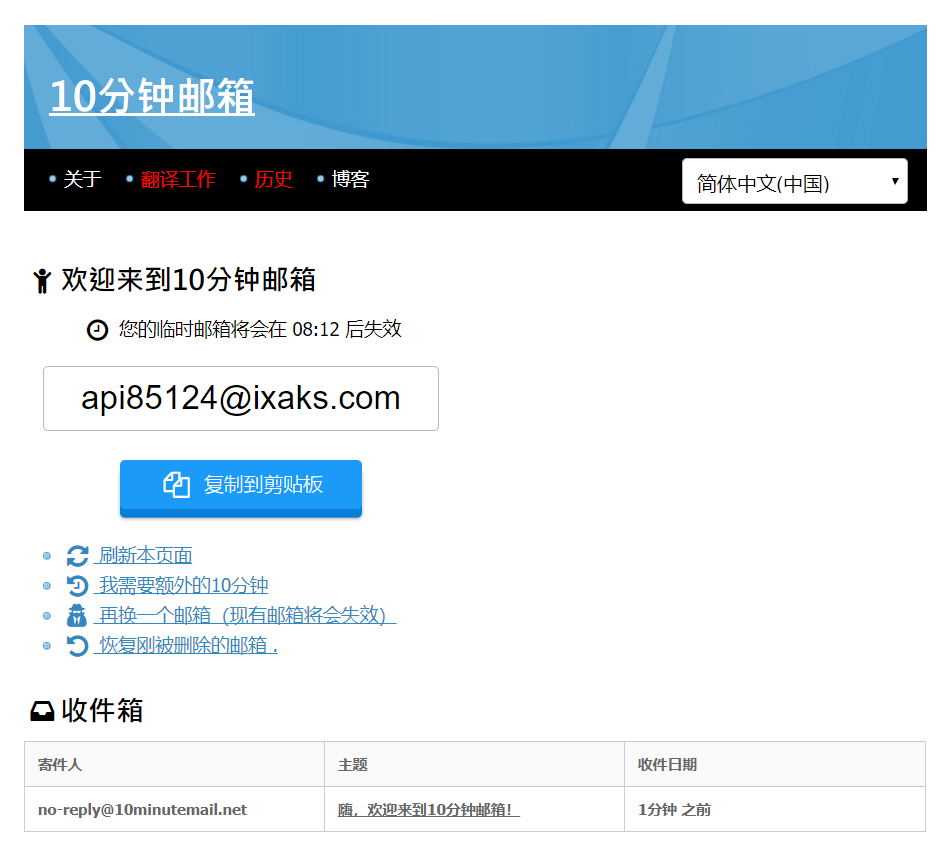 10分钟邮箱
关于 翻译工作 历史 博客 简体中文(中国)
欢迎来到10分钟邮箱
您的临时邮箱将会在 08:12 后失效
api85124@ixaks.com
复制到剪贴板
刷新本页面
我需要额外的10分钟
再换一个邮箱（现有邮箱将会失效）
恢复刚被删除的邮箱 .
收件箱
寄件人 主题 收件日期
no-reply@10minutemail.net 嗨，欢迎来到10分钟邮箱！ 1分钟 之前